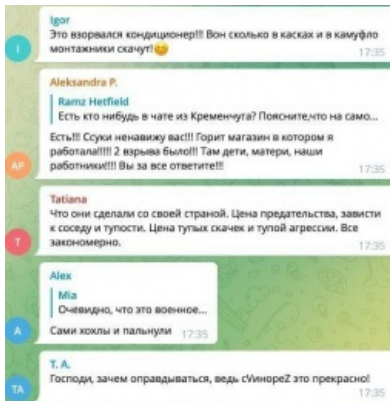 Igor
Это взорвался кондиционер!!! Вон сколько в касках и в камуфло
монтажники скачут!😊
17:35
I
Aleksandra P.
Ramz Hetfield
Есть кто нибудь в чате из Кременчуга? Поясните,что на само...
Есть!!! Ссуки ненавижу вас!!! Горит магазин в котором я
работала!!!!! 2 взрыва было!!! Там дети, матери, наши
работники!!!! Вы за все ответите!!!
17:35
AP
Tatiana
Что они сделали со своей страной. Цена предательства, зависти
к соседу и тупости. Цена тупых скачек и тупой агрессии. Все
закономерно.
17:35
T
Alex
Mia
Очевидно, что это военное...
Сами хохлы и пальнули 17:35
A
T. A.
Господи, зачем оправдываться, ведь сVинореZ это прекрасно!
17:35
TA